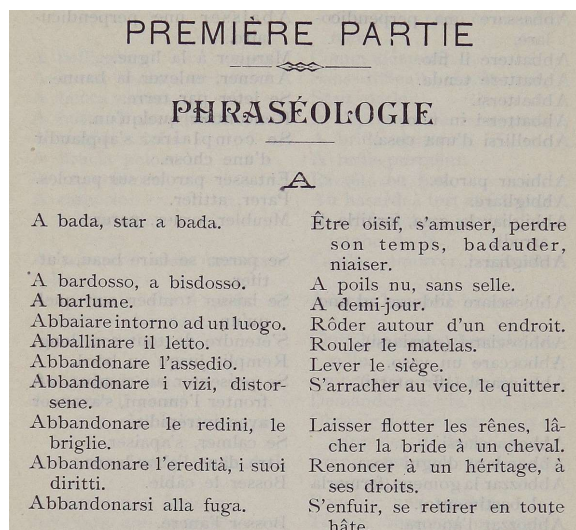 PREMIÈRE PARTIE
PHRASÉOLOGIE
A
A bada, star a bada.
Être oisif, s'amuser, perdre
son temps, badauder,
niaiser.
A bardosso, a bisdosso.
A poils nu, sans selle.
A barlume.
A demi-jour.
Abbaiare intorno ad un luogo.
Rôder autour d'un endroit.
Abballinare il letto.
Rouler le matelas.
Abbandonare l'assedio.
Lever le siège.
Abbandonare i vizi, distor-
sene.
S'arracher au vice, le quitter.
Abbandonare le redini, le
briglie.
Laisser flotter les rênes, lâ-
cher la bride à un cheval.
Abbandonare l'eredità, i suoi
diritti.
Renoncer à un héritage, à
ses droits.
Abbandonarsi alla fuga.
S'enfuir, se retirer en toute
hâte.